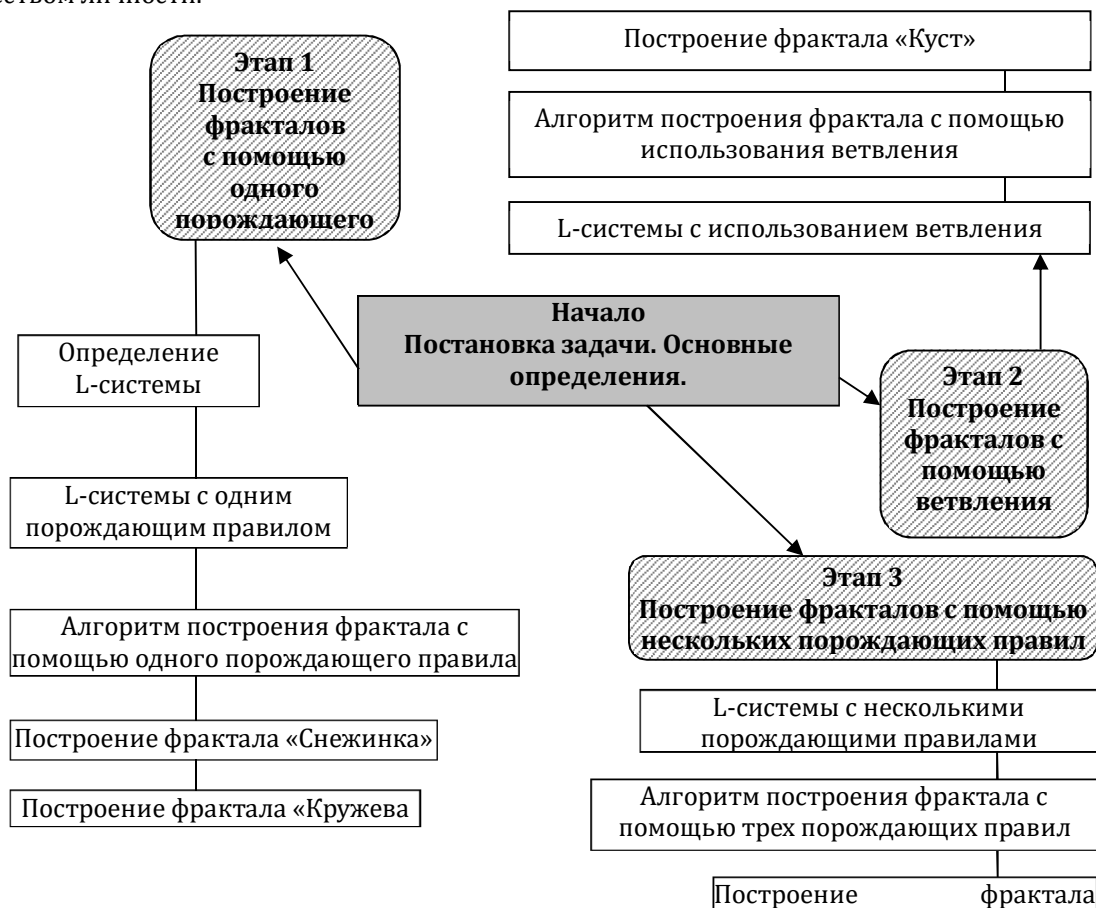 Этап 1
Построение
фракталов
с помощью
одного
порождающего
Определение
L-системы
L-системы с одним
порождающим правилом
Алгоритм построения фрактала с
помощью одного порождающего правила
Построение фрактала «Снежинка»
Построение фрактала «Кружева
Начало
Постановка задачи. Основные
определения.
Построение фрактала «Куст»
Алгоритм построения фрактала с помощью
использования ветвления
L-системы с использованием ветвления
Этап 2
Построение
фракталов с
помощью
ветвления
Этап 3
Построение фракталов с помощью
нескольких порождающих правил
L-системы с несколькими
порождающими правилами
Алгоритм построения фрактала с
помощью трех порождающих правил
Построение фрактала